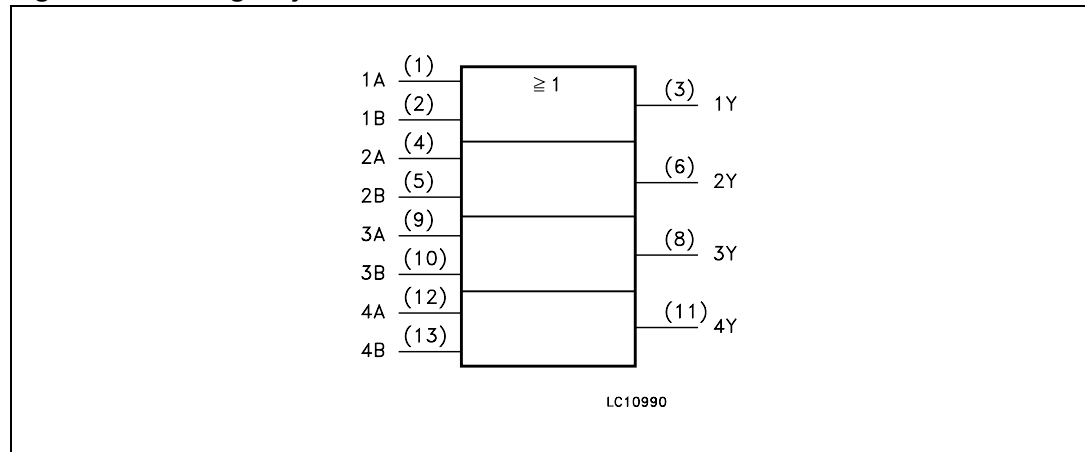 1A (1)
1B (2)
2A (4)
2B (5)
3A (9)
3B (10)
4A (12)
4B (13)
≧ 1
(3) 1Y
(6) 2Y
(8) 3Y
(11) 4Y
LC10990